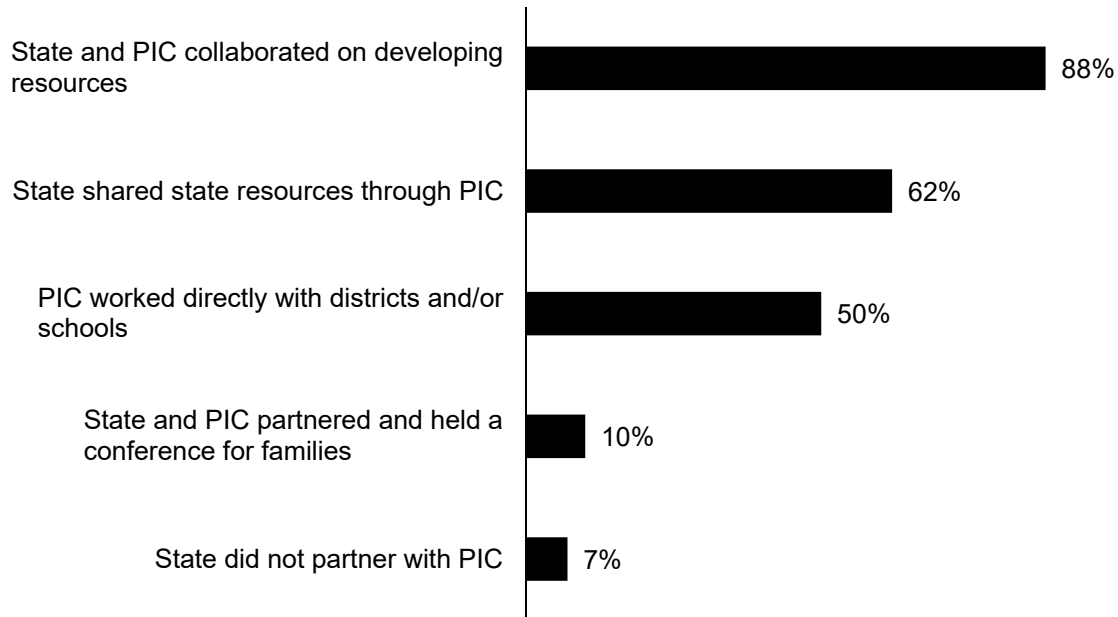 State and PIC collaborated on developing
resources
88%
State shared state resources through PIC
62%
PIC worked directly with districts and/or
schools
50%
State and PIC partnered and held a
conference for families
10%
State did not partner with PIC
7%